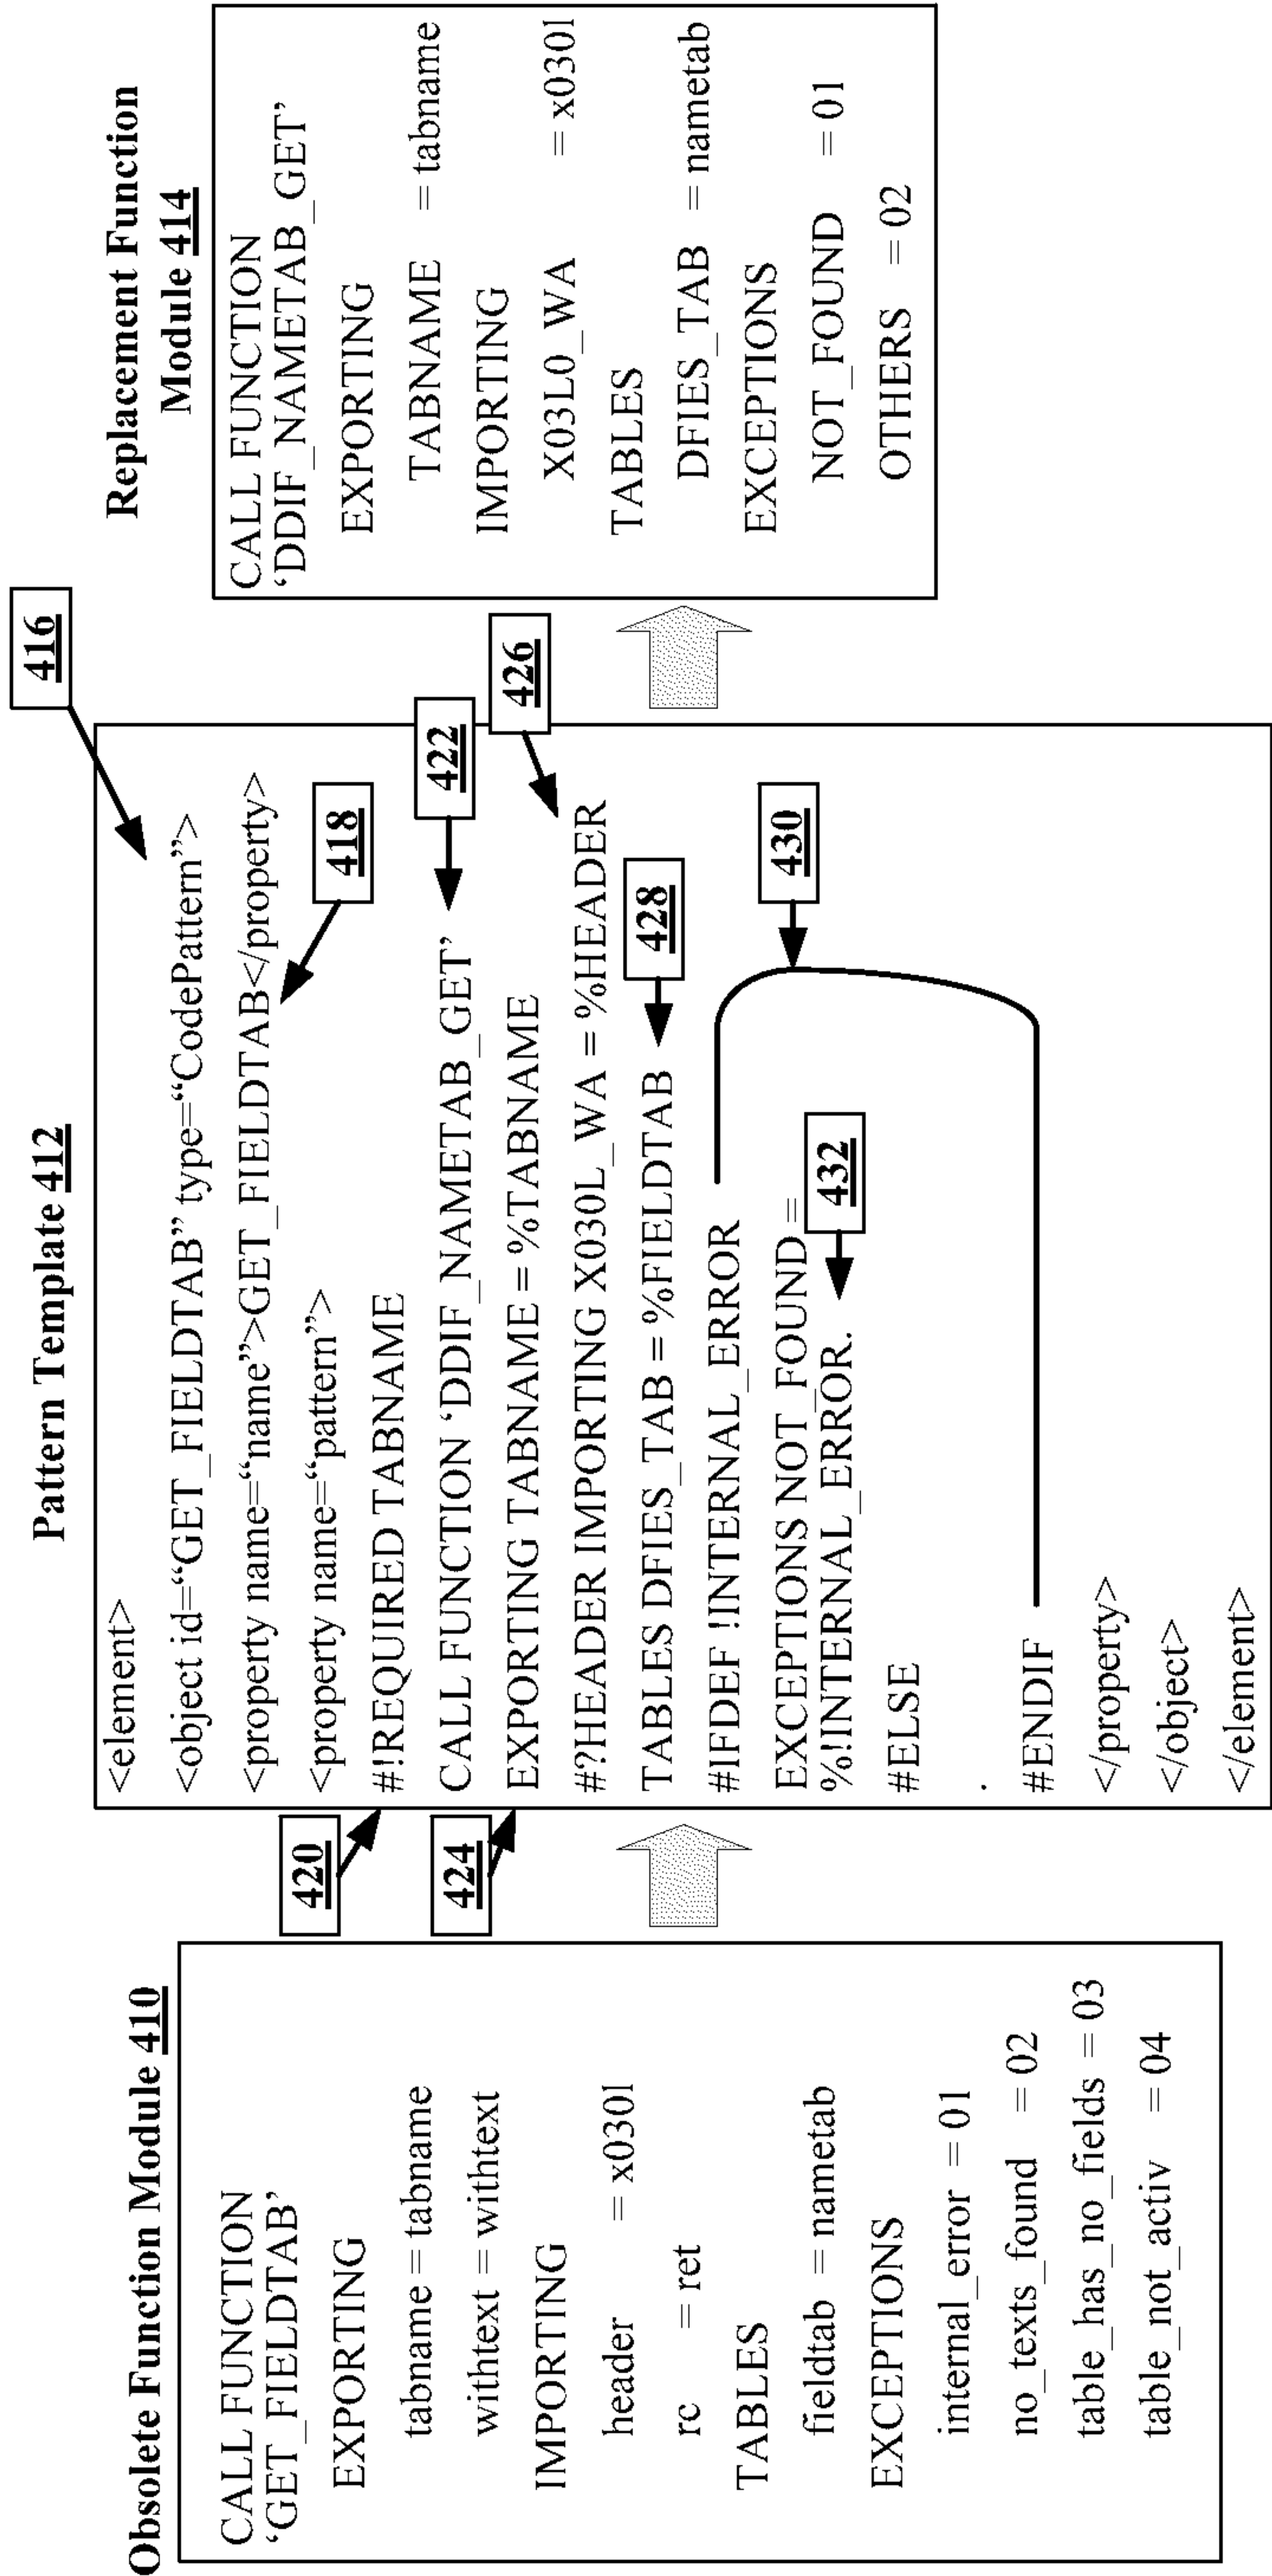 Obsolete Function Module 410
CALL FUNCTION
‘GET_FIELDTAB’
EXPORTING
tabname = tabname
withtext = withtext
IMPORTING
header = x030l
rc = ret
TABLES
fieldtab = nametab
EXCEPTIONS
internal_error = 01
no_texts_found = 02
table_has_no_fields = 03
table_not_activ = 04
Pattern Template 412
<element>
<object id=“GET_FIELDTAB” type=“CodePattern”>
<property name=“name”>GET_FIELDTAB</property>
<property name=“pattern”>
#!REQUIRED TABNAME
CALL FUNCTION ‘DDIF_NAMETAB_GET’
EXPORTING TABNAME = %TABNAME
#?HEADER IMPORTING X030L_WA = %HEADER
TABLES DFIES_TAB = %FIELDTAB
#IFDEF !INTERNAL_ERROR
EXCEPTIONS NOT_FOUND =
%!INTERNAL_ERROR.
#ELSE
.
#ENDIF
</property>
</object>
</element>
416
418
420
422
424
426
428
430
432
Replacement Function
Module 414
CALL FUNCTION
‘DDIF_NAMETAB_GET’
EXPORTING
TABNAME = tabname
IMPORTING
X03L0_WA = x030l
TABLES
DFIES_TAB = nametab
EXCEPTIONS
NOT_FOUND = 01
OTHERS = 02